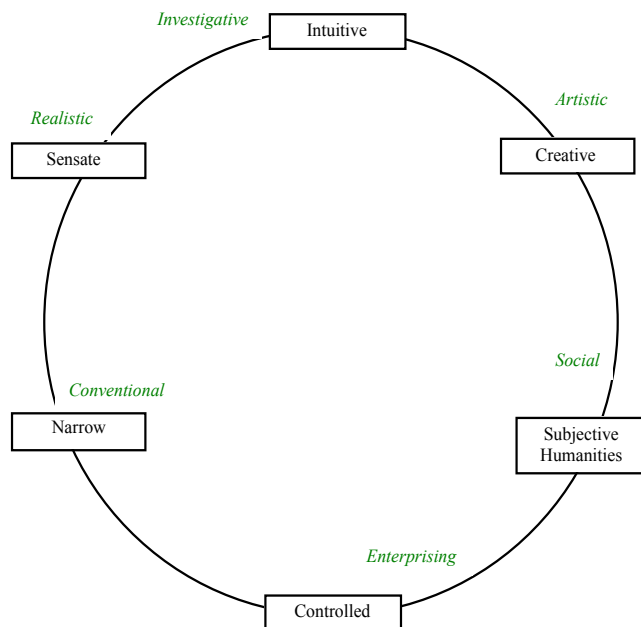 Investigative
Intuitive
Artistic
Realistic
Sensate
Creative
Social
Conventional
Narrow
Subjective
Humanities
Enterprising
Controlled